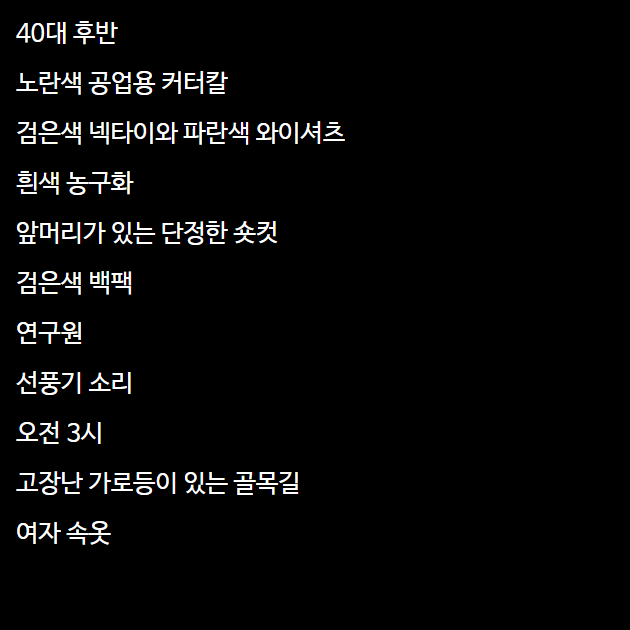 40대 후반
노란색 공업용 커터칼
검은색 넥타이와 파란색 와이셔츠
흰색 농구화
앞머리가 있는 단정한 숏컷
검은색 백팩
연구원
선풍기 소리
오전 3시
고장난 가로등이 있는 골목길
여자 속옷